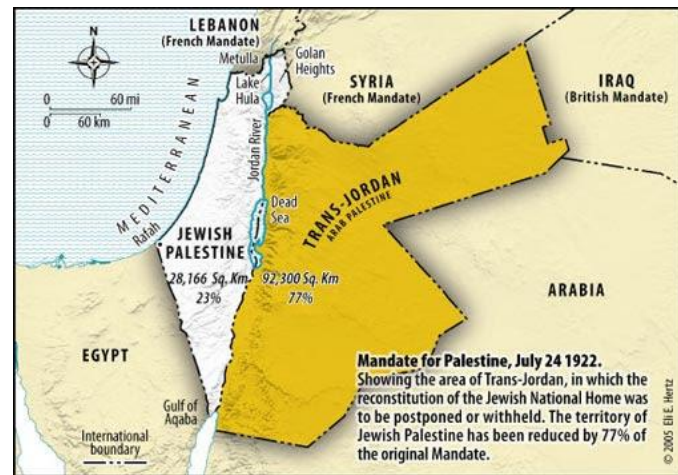 LEBANON
(French Mandate)
Metulla
Golan
Heights
N
Lake
Hula
SYRIA
(French Mandate)
IRAQ
(British Mandate)
0 60 mi
0 60 km
MEDITERRANEAN
Jordan River
Rafah
Dead
Sea
TRANS-JORDAN
ARAB PALESTINE
JEWISH
PALESTINE
28,166 Sq. Km
23%
92,300 Sq. Km
77%
ARABIA
EGYPT
Gulf of
Aqaba
International
boundary
Mandate for Palestine, July 24 1922.
Showing the area of Trans-Jordan, in which the
reconstitution of the Jewish National Home was
to be postponed or withheld. The territory of
Jewish Palestine has been reduced by 77% of
the original Mandate.
© 2005 Eli E. Hertz